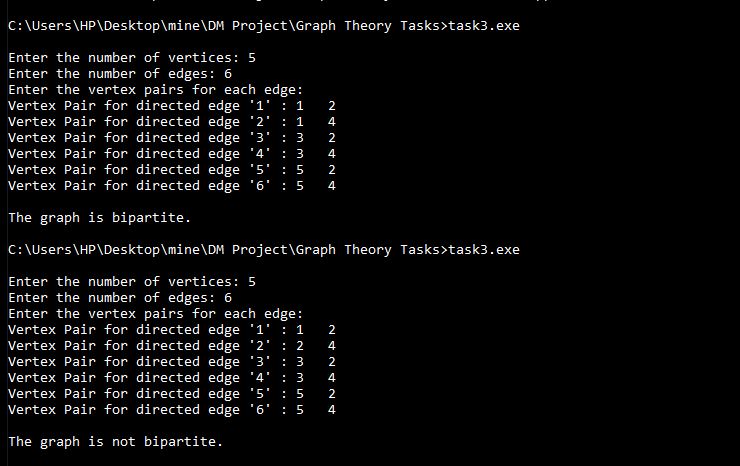 C:\Users\HP\Desktop\mine\DM Project\Graph Theory Tasks>task3.exe
Enter the number of vertices: 5
Enter the number of edges: 6
Enter the vertex pairs for each edge:
Vertex Pair for directed edge '1' : 1   2
Vertex Pair for directed edge '2' : 1   4
Vertex Pair for directed edge '3' : 3   2
Vertex Pair for directed edge '4' : 3   4
Vertex Pair for directed edge '5' : 5   2
Vertex Pair for directed edge '6' : 5   4
The graph is bipartite.
C:\Users\HP\Desktop\mine\DM Project\Graph Theory Tasks>task3.exe
Enter the number of vertices: 5
Enter the number of edges: 6
Enter the vertex pairs for each edge:
Vertex Pair for directed edge '1' : 1   2
Vertex Pair for directed edge '2' : 2   4
Vertex Pair for directed edge '3' : 3   2
Vertex Pair for directed edge '4' : 3   4
Vertex Pair for directed edge '5' : 5   2
Vertex Pair for directed edge '6' : 5   4
The graph is not bipartite.